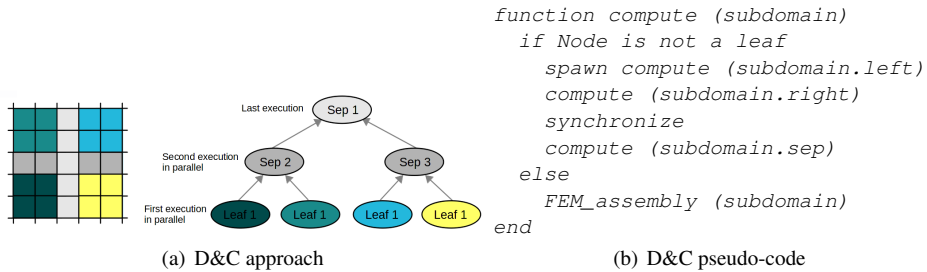 Last execution
Sep 1
Second execution
in parallel
Sep 2
Sep 3
First execution
in parallel
Leaf 1
Leaf 1
Leaf 1
Leaf 1
(a) D&C approach
function compute (subdomain)
if Node is not a leaf
spawn compute (subdomain.left)
compute (subdomain.right)
synchronize
compute (subdomain.sep)
else
FEM_assembly (subdomain)
end
(b) D&C pseudo-code